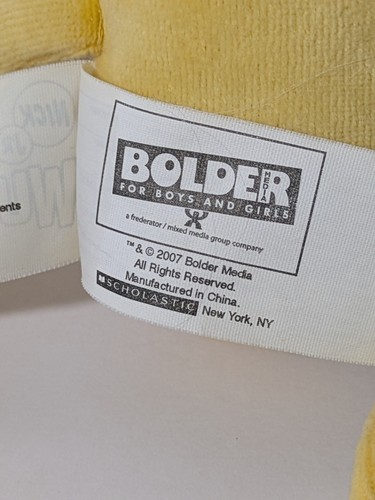 NICK
JR
ents
BOLDER
MEDIA
FOR BOYS AND GIRLS
a frederator / mixed media group company
™ & © 2007 Bolder Media
All Rights Reserved.
Manufactured in China.
SCHOLASTIC New York, NY